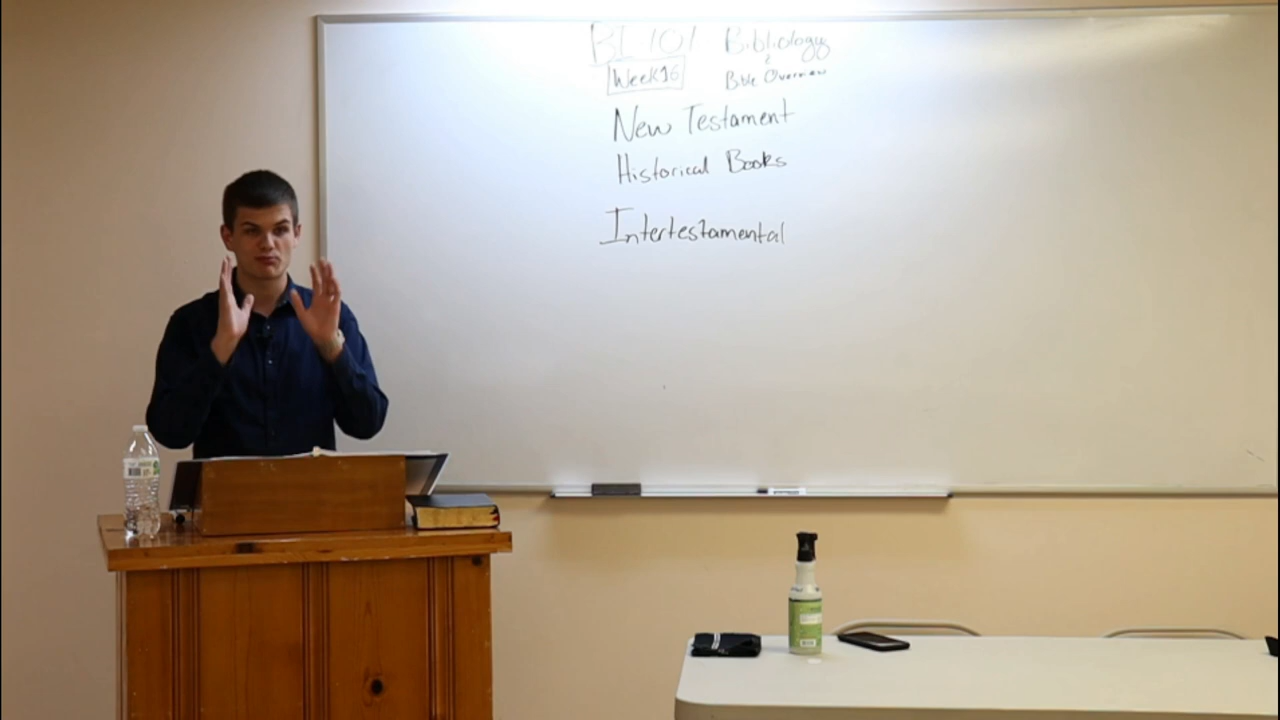 BI 101 Bibliology
&
Week 16 Bible Overview
New Testament
Historical Books
Intertestamental